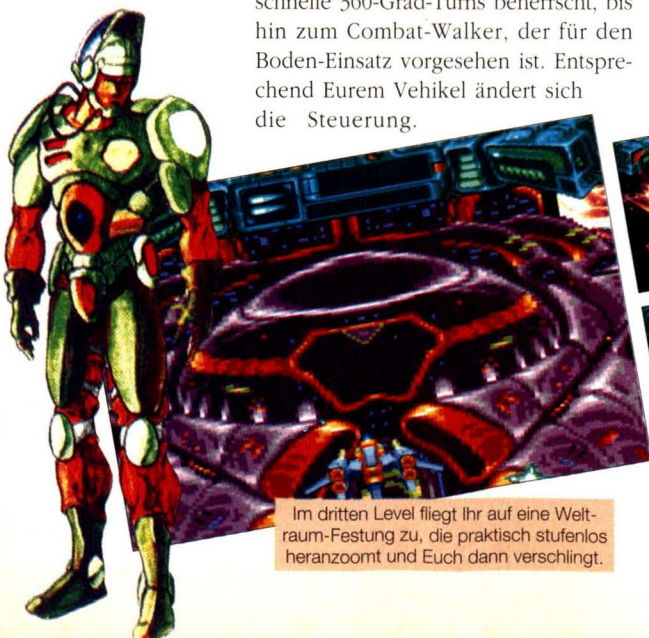 schnelle 360-Grad-Turns beherrscht, bis
hin zum Combat-Walker, der für den
Boden-Einsatz vorgesehen ist. Entspre-
chend Eurem Vehikel ändert sich
die Steuerung.
Im dritten Level fliegt Ihr auf eine Welt-
raum-Festung zu, die praktisch stufenlos
heranzoomt und Euch dann verschlingt.